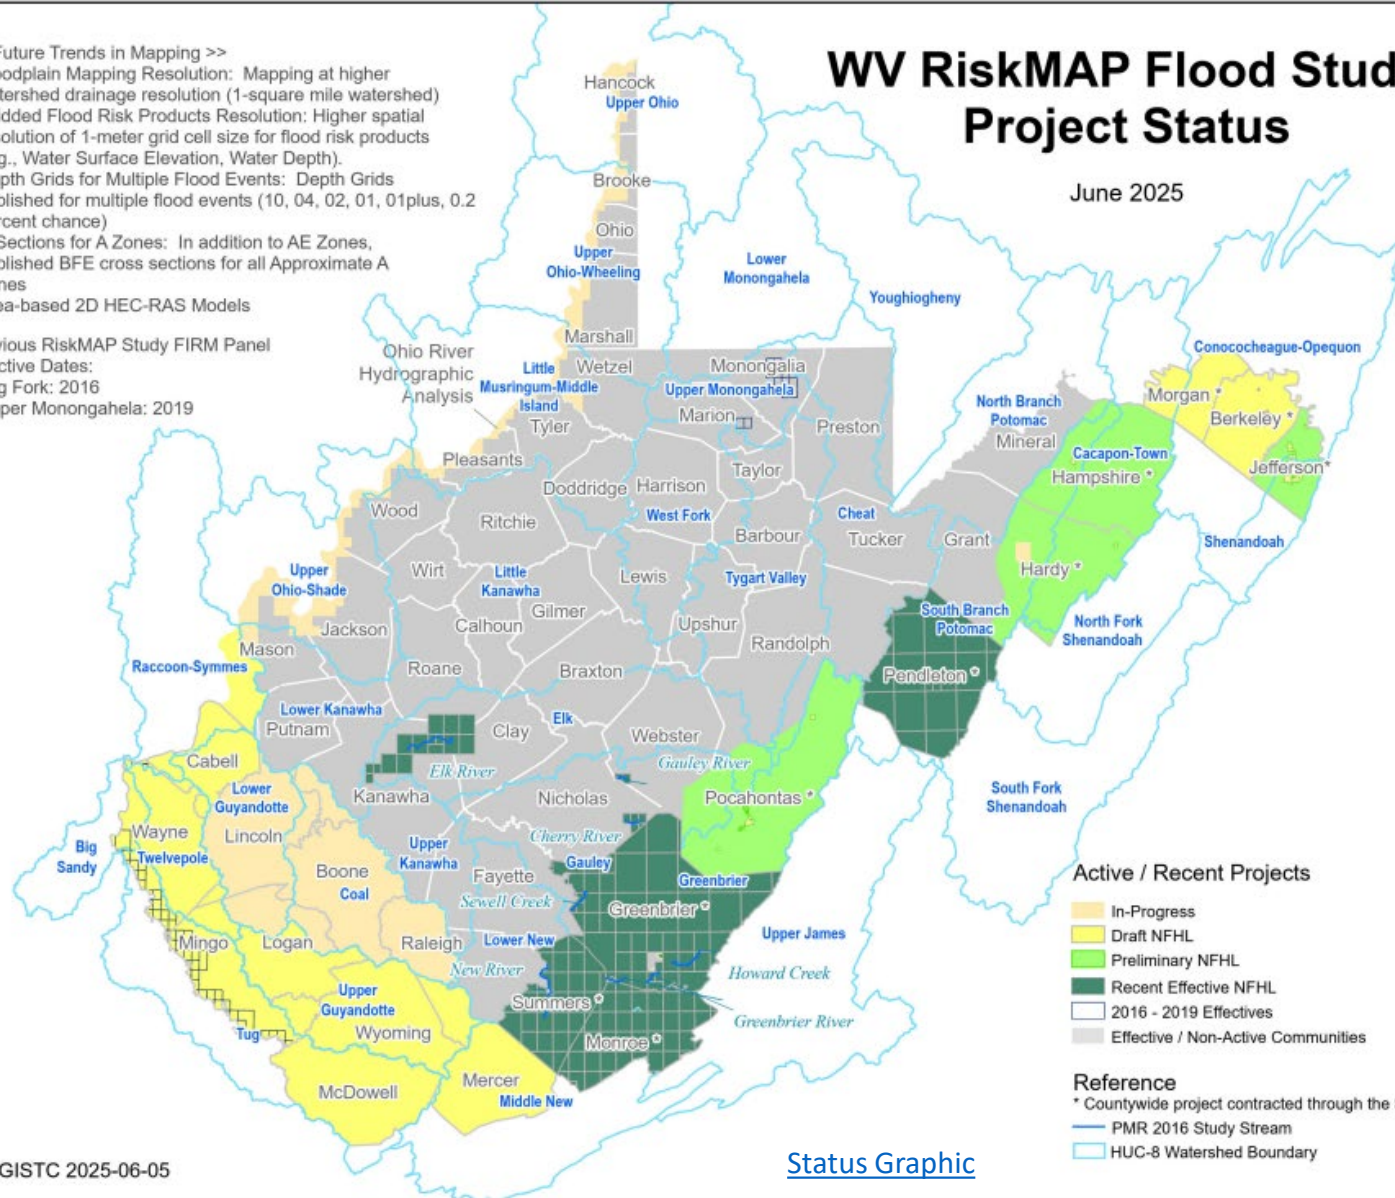 Future Trends in Mapping >>
odplain Mapping Resolution: Mapping at higher
tershed drainage resolution (1-square mile watershed)
dded Flood Risk Products Resolution: Higher spatial
solution of 1-meter grid cell size for flood risk products
g., Water Surface Elevation, Water Depth).
pth Grids for Multiple Flood Events: Depth Grids
blished for multiple flood events (10, 04, 02, 01, 01plus, 0.2
rcent chance)
Sections for A Zones: In addition to AE Zones,
blished BFE cross sections for all Approximate A
nes
ea-based 2D HEC-RAS Models
vious RiskMAP Study FIRM Panel
ctive Dates:
g Fork: 2016
per Monongahela: 2019
WV RiskMAP Flood Stud
Project Status
June 2025
Hancock
Upper Ohio
Brooke
Ohio
Upper
Ohio-Wheeling
Lower
Monongahela
Youghiogheny
Marshall
Ohio River
Hydrographic
Analysis
Little
Musringum-Middle
Island
Wetzel
Monongalia
Upper Monongahela
Marion
Tyler
Preston
Conococheague-Opequon
Morgan *
Berkeley *
Jefferson*
North Branch
Potomac
Mineral
Cacapon-Town
Hampshire *
Pleasants
Doddridge
Harrison
Taylor
Wood
Ritchie
West Fork
Barbour
Cheat
Tucker
Grant
Shenandoah
Upper
Ohio-Shade
Wirt
Little
Kanawha
Lewis
Tygart Valley
Hardy *
Gilmer
Calhoun
Upshur
South Branch
Potomac
North Fork
Shenandoah
Jackson
Mason
Randolph
Raccoon-Symmes
Roane
Braxton
Pendleton *
Lower Kanawha
Putnam
Clay
Elk
Webster
Cabell
Elk River
Gauley River
Lower
Guyandotte
Kanawha
Nicholas
Pocahontas *
South Fork
Shenandoah
Wayne
Lincoln
Cherry River
Big
Sandy
Twelvepole
Upper
Kanawha
Gauley
Boone
Coal
Fayette
Greenbrier
Sewell Creek
Greenbrier *
Mingo
Logan
Raleigh
Lower New
Upper James
New River
Howard Creek
Upper
Guyandotte
Summers *
Greenbrier River
Tug
Wyoming
Monroe *
McDowell
Mercer
Middle New
Active / Recent Projects
In-Progress
Draft NFHL
Preliminary NFHL
Recent Effective NFHL
2016 - 2019 Effectives
Effective / Non-Active Communities
Reference
* Countywide project contracted through the
PMR 2016 Study Stream
HUC-8 Watershed Boundary
GISTC 2025-06-05
Status Graphic